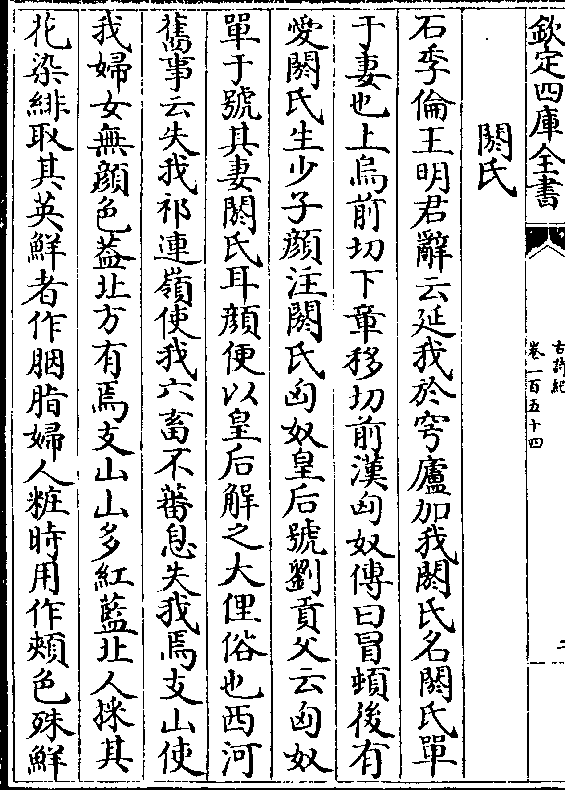 欽定四庫全書
古詩紀
卷一百五十四
二
閼氏
石季倫王明君辭云延我於穹廬加我閼氏名閼氏單
于妻也上烏前切下章移切前漢匈奴傳曰冒頓後有
愛閼氏生少子顔注閼氏匈奴皇后號劉貢父云匈奴
單于號其妻閼氏耳顔便以皇后解之大俚俗也西河
舊事云失我祁連嶺使我六畜不蕃息失我焉支山使
我婦女無顔色葢北方有焉支山山多紅藍北人採其
花染緋取其英鮮者作胭脂婦人粧時用作頰色殊鮮